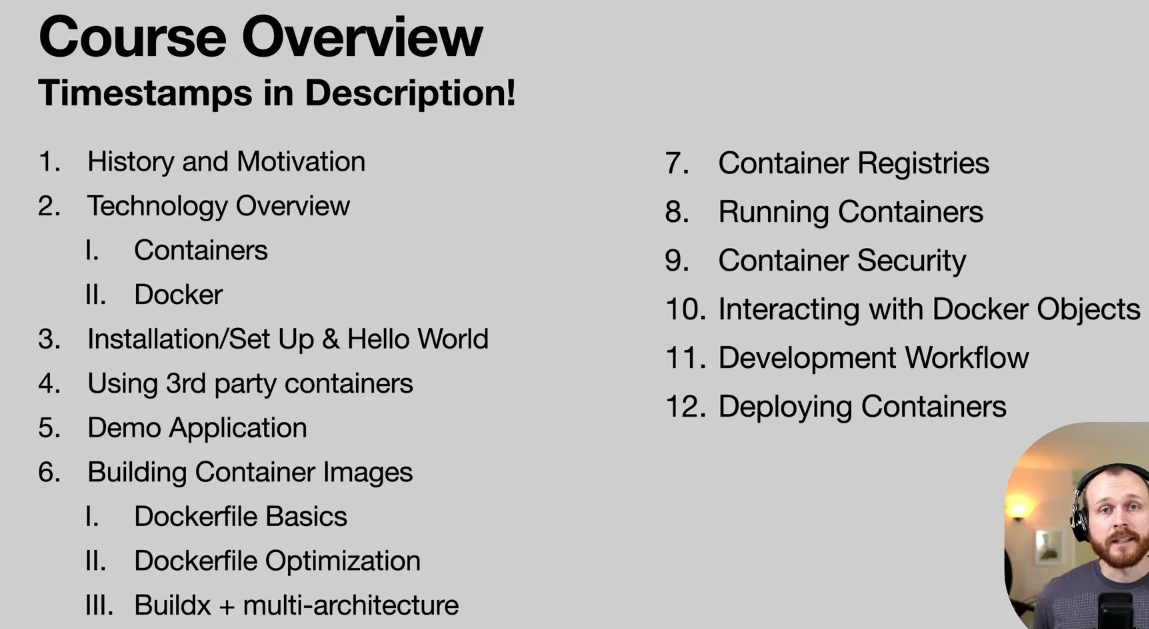 Course Overview
Timestamps in Description!
1. History and Motivation
2. Technology Overview
I. Containers
II. Docker
3. Installation/Set Up & Hello World
4. Using 3rd party containers
5. Demo Application
6. Building Container Images
I. Dockerfile Basics
II. Dockerfile Optimization
III. Buildx + multi-architecture
7. Container Registries
8. Running Containers
9. Container Security
10. Interacting with Docker Objects
11. Development Workflow
12. Deploying Containers